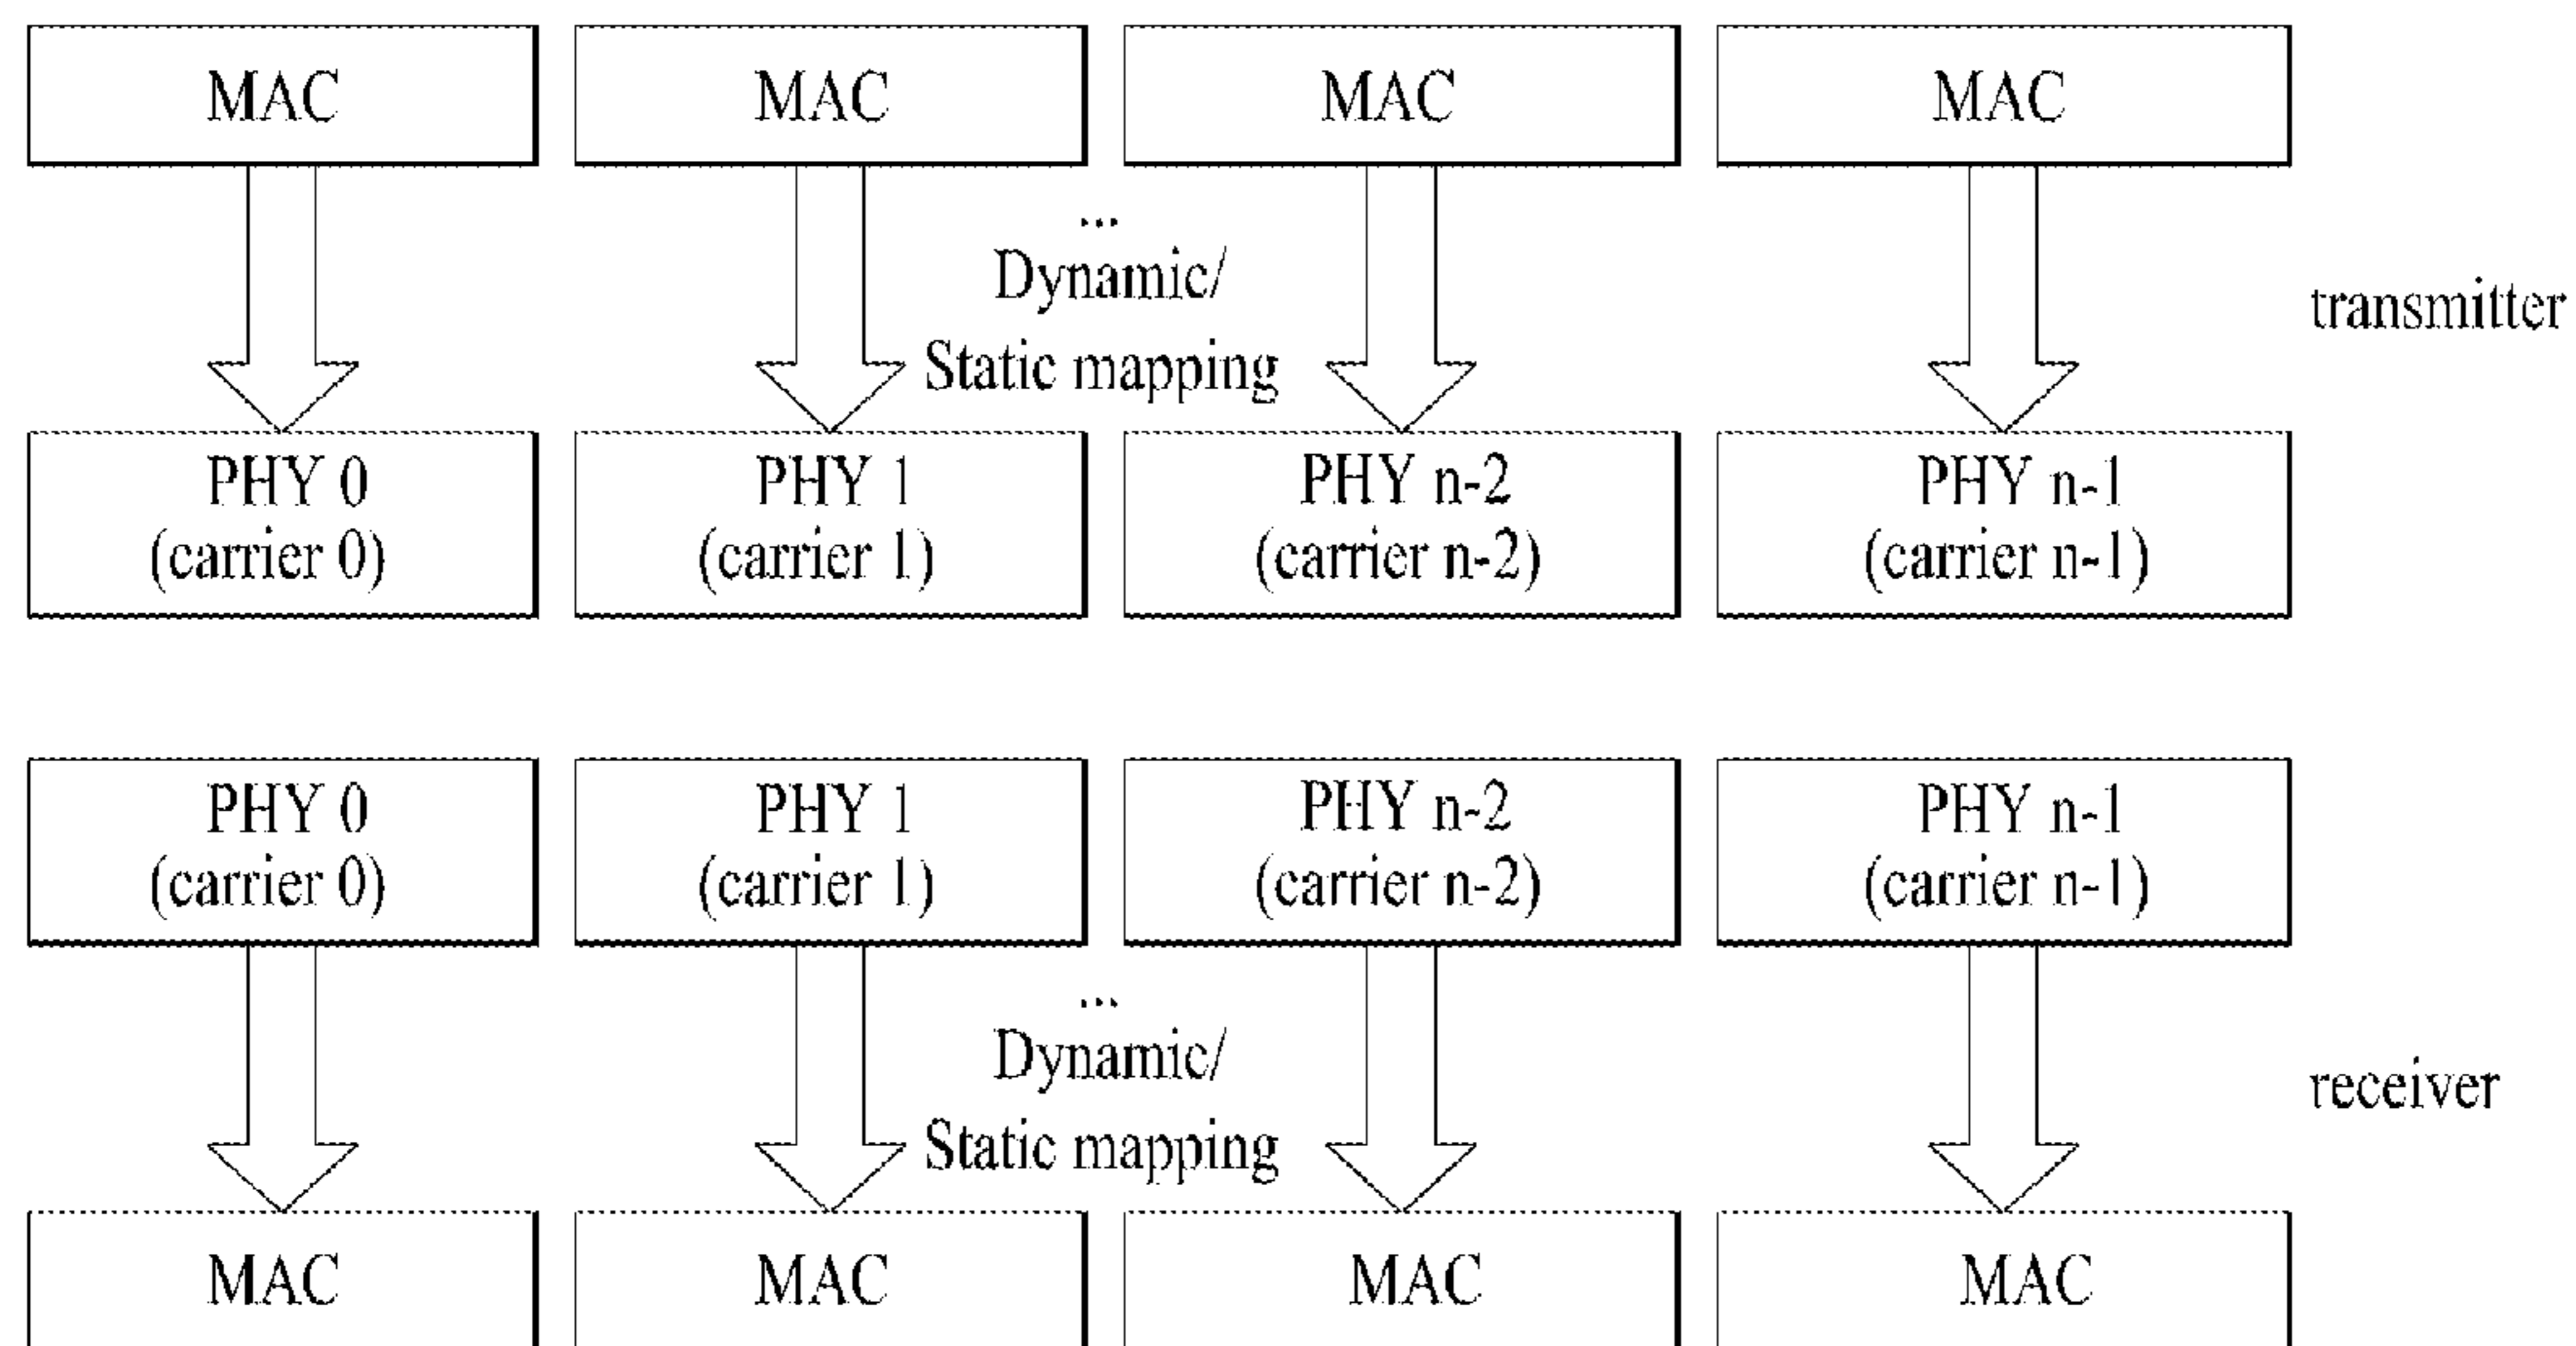 MAC MAC MAC MAC
...
Dynamic/
Static mapping
transmitter
PHY 0 PHY 1 PHY n-2 PHY n-1
(carrier 0) (carrier 1) (carrier n-2) (carrier n-1)
PHY 0 PHY 1 PHY n-2 PHY n-1
(carrier 0) (carrier 1) (carrier n-2) (carrier n-1)
...
Dynamic/
Static mapping
receiver
MAC MAC MAC MAC